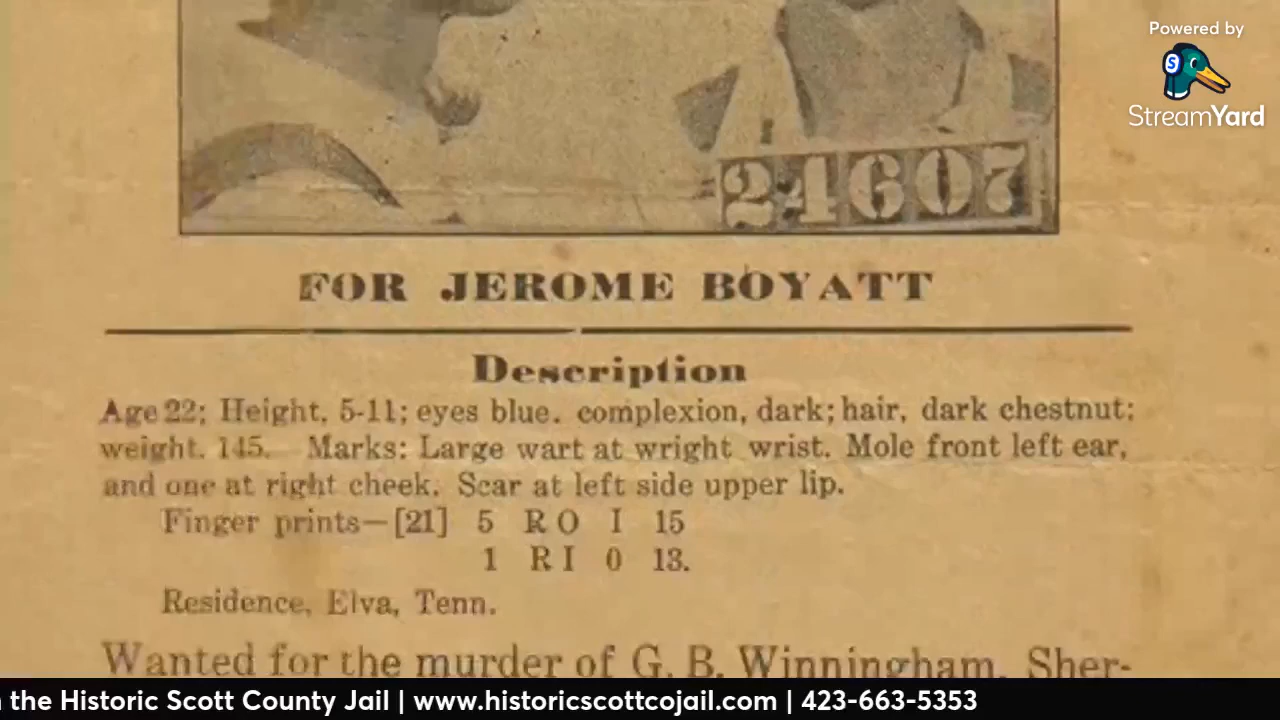 Powered by
StreamYard
24607
FOR JEROME BOYATT
Description
Age 22; Height, 5-11; eyes blue. complexion, dark; hair, dark chestnut;
weight. 145. Marks: Large wart at wright wrist. Mole front left ear,
and one at right cheek. Scar at left side upper lip.
Finger prints—[21] 5 R O I 15
1 R I 0 13.
Residence, Elva, Tenn.
Wanted for the murder of G. B. Winningham, Sher-
the Historic Scott County Jail | www.historicscottcojail.com | 423-663-5353